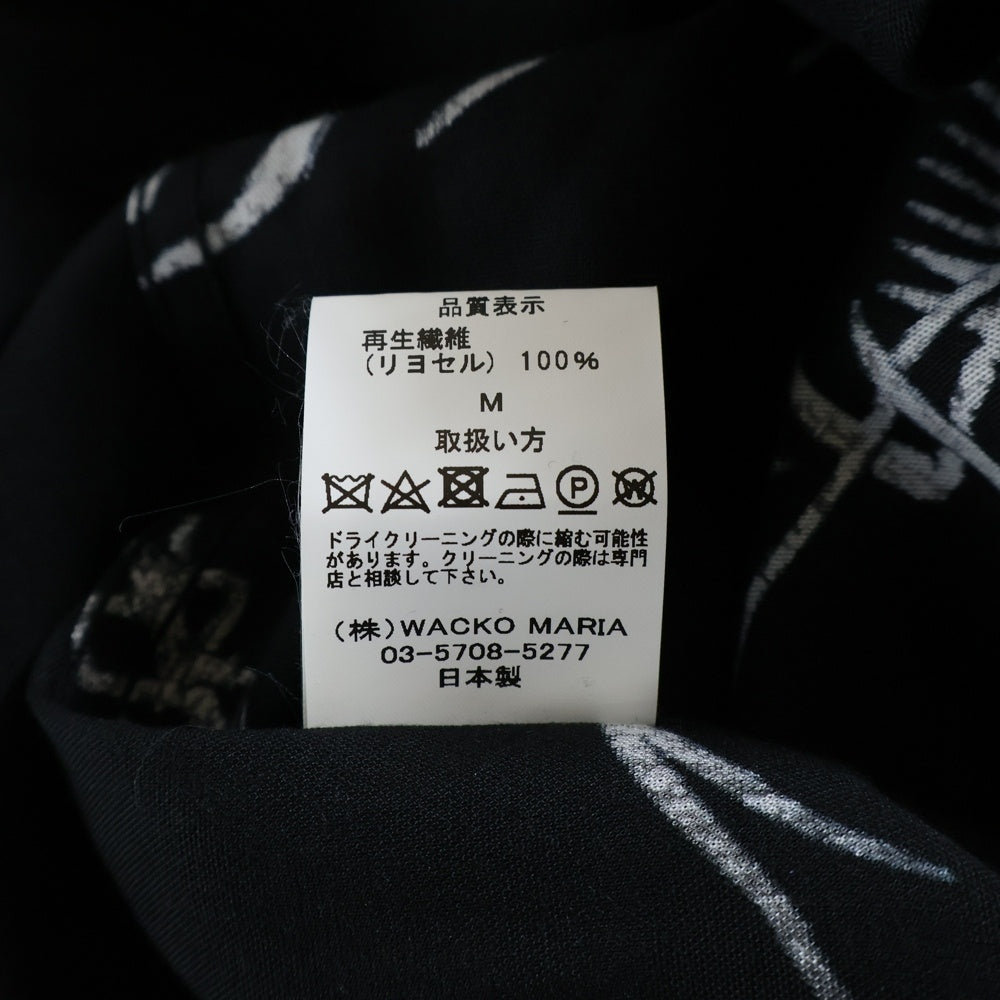 品質表示
再生繊維
(リヨセル) 100%
M
取扱い方
P W
ドライクリーニングの際に縮む可能性
があります。クリーニングの際は専門
店と相談して下さい。
(株)WACKO MARIA
03-5708-5277
日本製